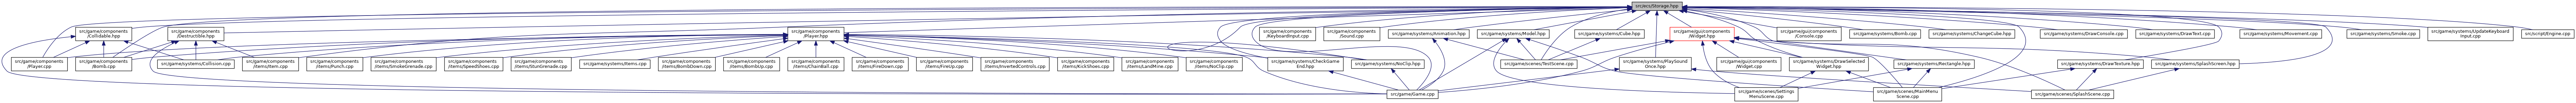 src/ecs/Storage.hpp
src/game/components
/Collidable.hpp
src/game/components
/Destructible.hpp
src/game/components
/Player.hpp
src/game/components
/KeyboardInput.cpp
src/game/components
/Sound.cpp
src/game/systems/Animation.hpp
src/game/systems/Model.hpp
src/game/systems/Cube.hpp
src/game/gui/components
/Widget.hpp
src/game/gui/components
/Console.cpp
src/game/systems/Bomb.cpp
src/game/systems/ChangeCube.hpp
src/game/systems/DrawConsole.cpp
src/game/systems/DrawText.cpp
src/game/systems/Movement.cpp
src/game/systems/Smoke.cpp
src/game/systems/UpdateKeyboard
Input.cpp
src/script/Engine.cpp
src/game/components
/Player.cpp
src/game/components
/Bomb.cpp
src/game/systems/Collision.cpp
src/game/components
/items/Item.cpp
src/game/components
/items/Punch.cpp
src/game/components
/items/SmokeGrenade.cpp
src/game/components
/items/SpeedShoes.cpp
src/game/components
/items/StunGrenade.cpp
src/game/systems/Items.cpp
src/game/components
/items/BombDown.cpp
src/game/components
/items/BombUp.cpp
src/game/components
/items/ChainBall.cpp
src/game/components
/items/FireDown.cpp
src/game/components
/items/FireUp.cpp
src/game/components
/items/InvertedControls.cpp
src/game/components
/items/KickShoes.cpp
src/game/components
/items/LandMine.cpp
src/game/components
/items/NoClip.cpp
src/game/systems/CheckGame
End.hpp
src/game/systems/NoClip.hpp
src/game/scenes/TestScene.cpp
src/game/systems/PlaySound
Once.hpp
src/game/gui/components
/Widget.cpp
src/game/systems/DrawSelected
Widget.hpp
src/game/systems/Rectangle.hpp
src/game/systems/DrawTexture.hpp
src/game/systems/SplashScreen.hpp
src/game/Game.cpp
src/game/scenes/Settings
MenuScene.cpp
src/game/scenes/MainMenu
Scene.cpp
src/game/scenes/SplashScene.cpp